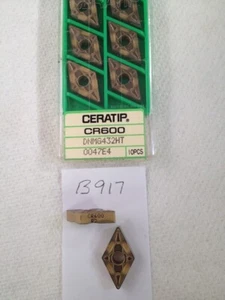 CERATIP®
CR600
DNMG432HT
0047E4 10PCS
B917